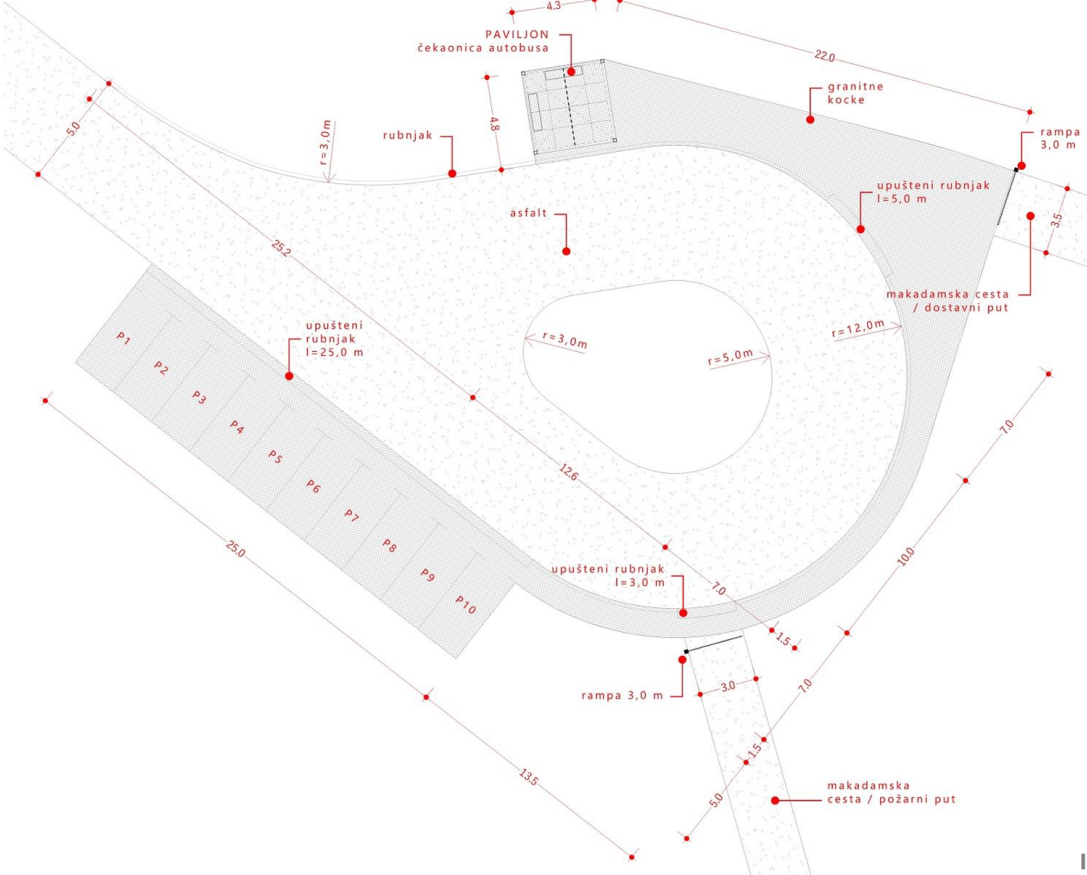 4.3
PAVILJON
čekaonica autobusa
22.0
granitne
kocke
5.0
4.8
r=3,0m
rubnjak
rampa
3,0 m
upušteni rubnjak
l=5,0 m
asfalt
3.5
25.2
makadamska cesta
/ dostavni put
upušteni
rubnjak
l=25,0 m
r=3,0m
r=5,0m
r=12,0m
P1
P2
P3
P4
P5
P6
P7
P8
P9
P10
7.0
12.6
25.0
10.0
upušteni rubnjak
l=3,0 m
7.0
1.5
rampa 3,0 m
3.0
7.0
1.5
13.5
5.0
makadamska
cesta / požarni put